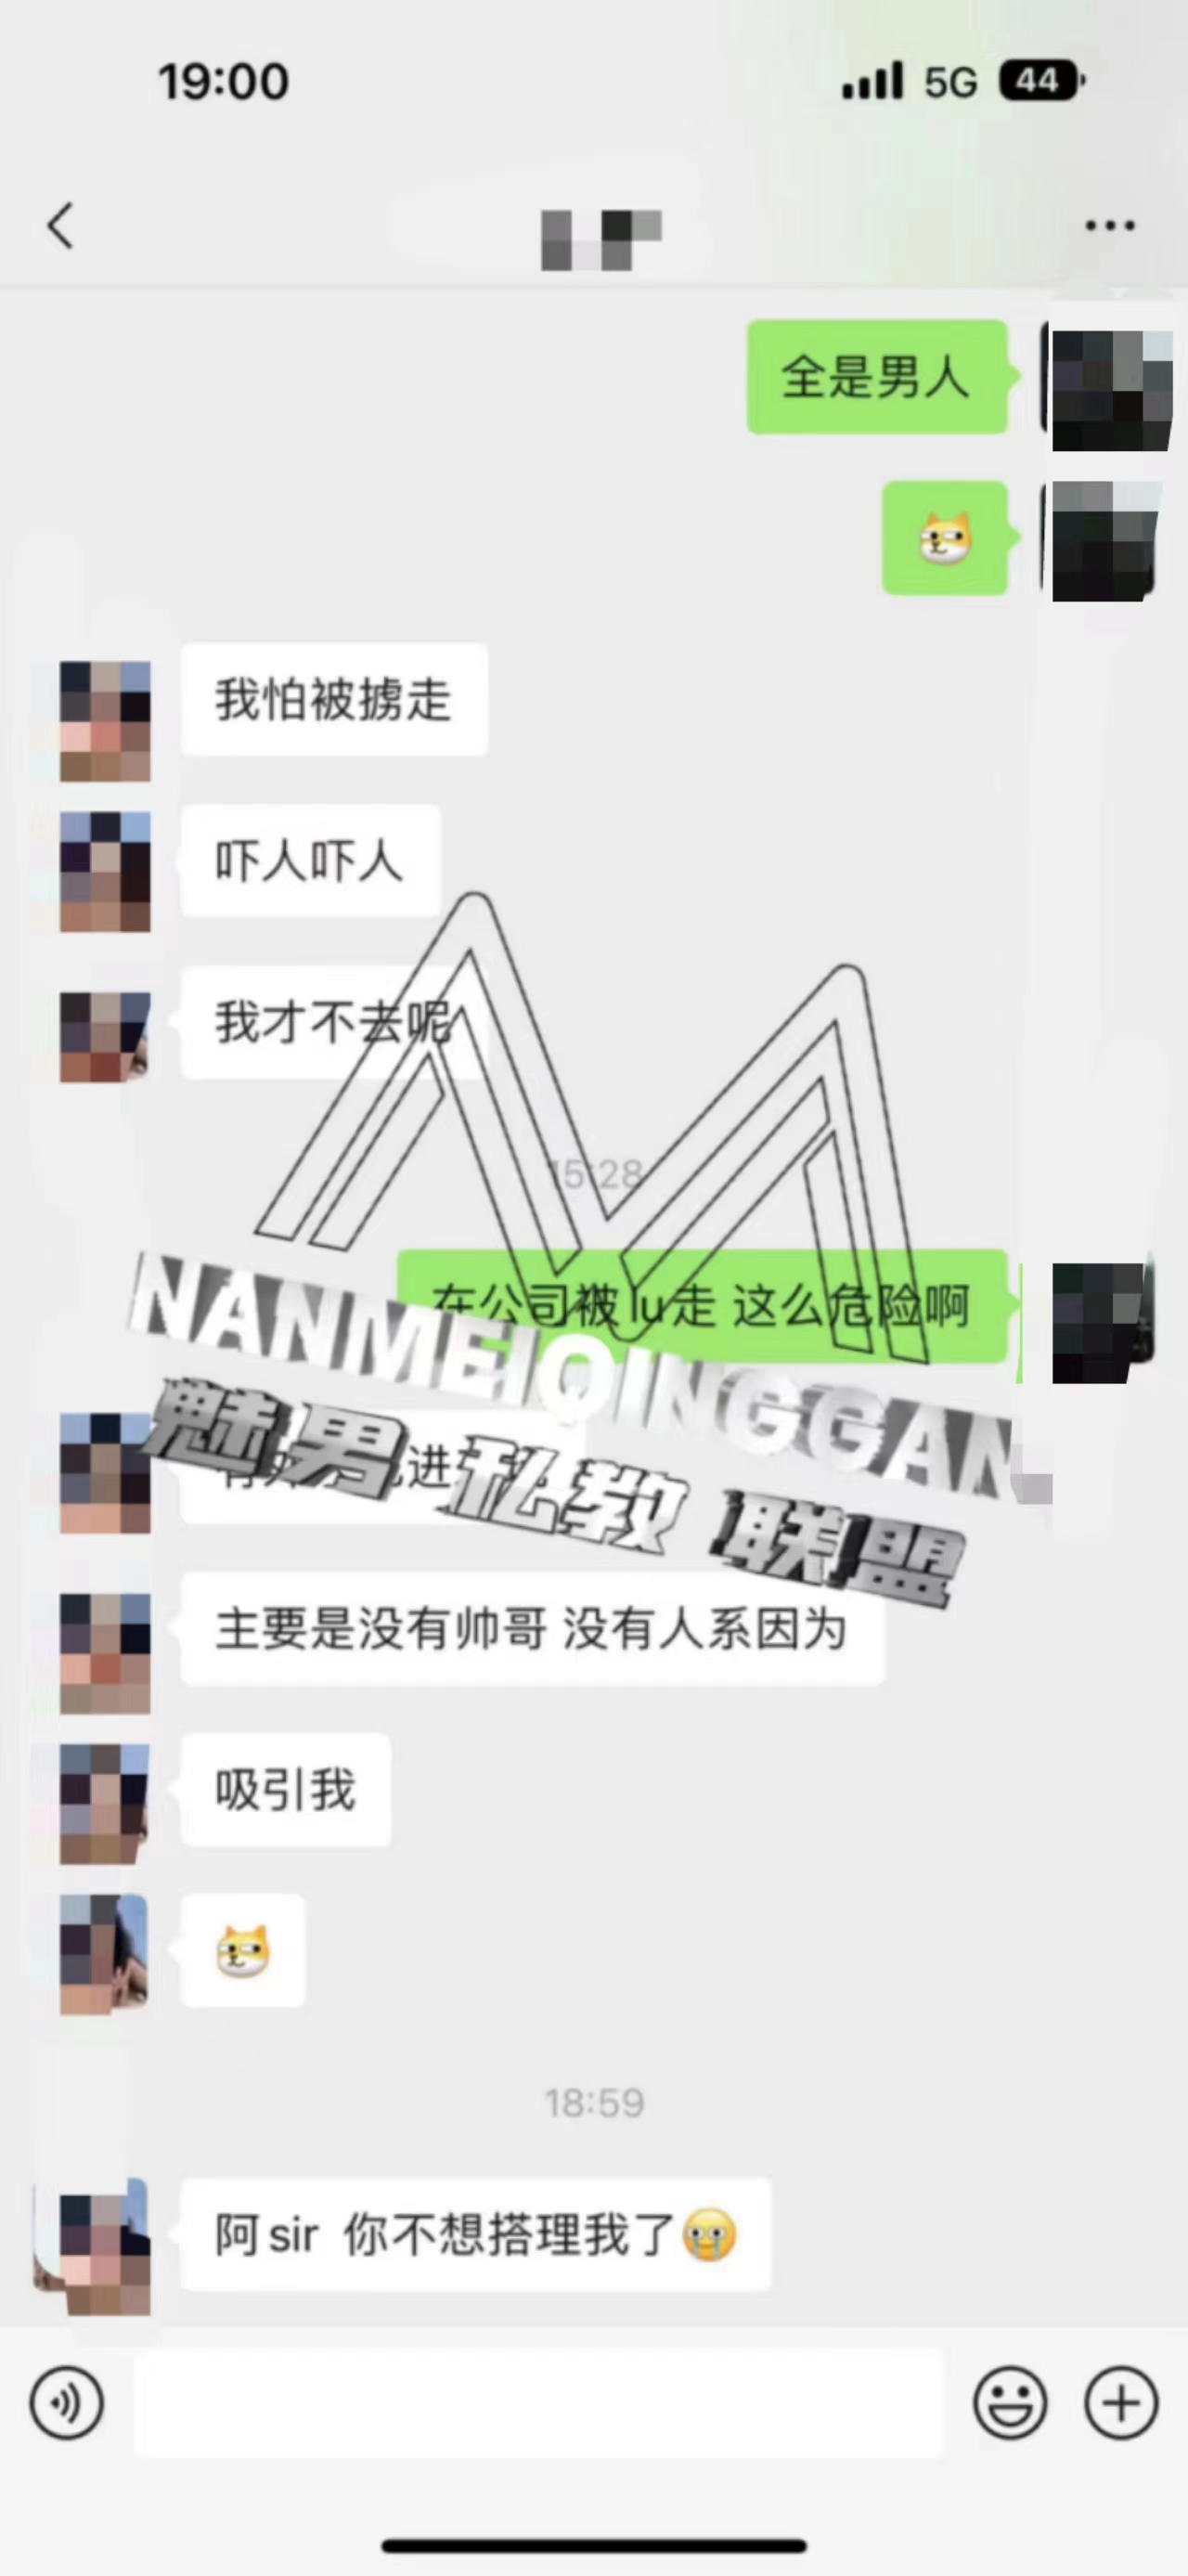 19:00
5G 44
全是男人
我怕被掳走
吓人吓人
我才不去呢
15:28
在公司被lu走 这么危险啊
NANMEIQINGGAN
魅男 私教 联盟
进
主要是没有帅哥 没有人系因为
吸引我
18:59
阿sir 你不想搭理我了